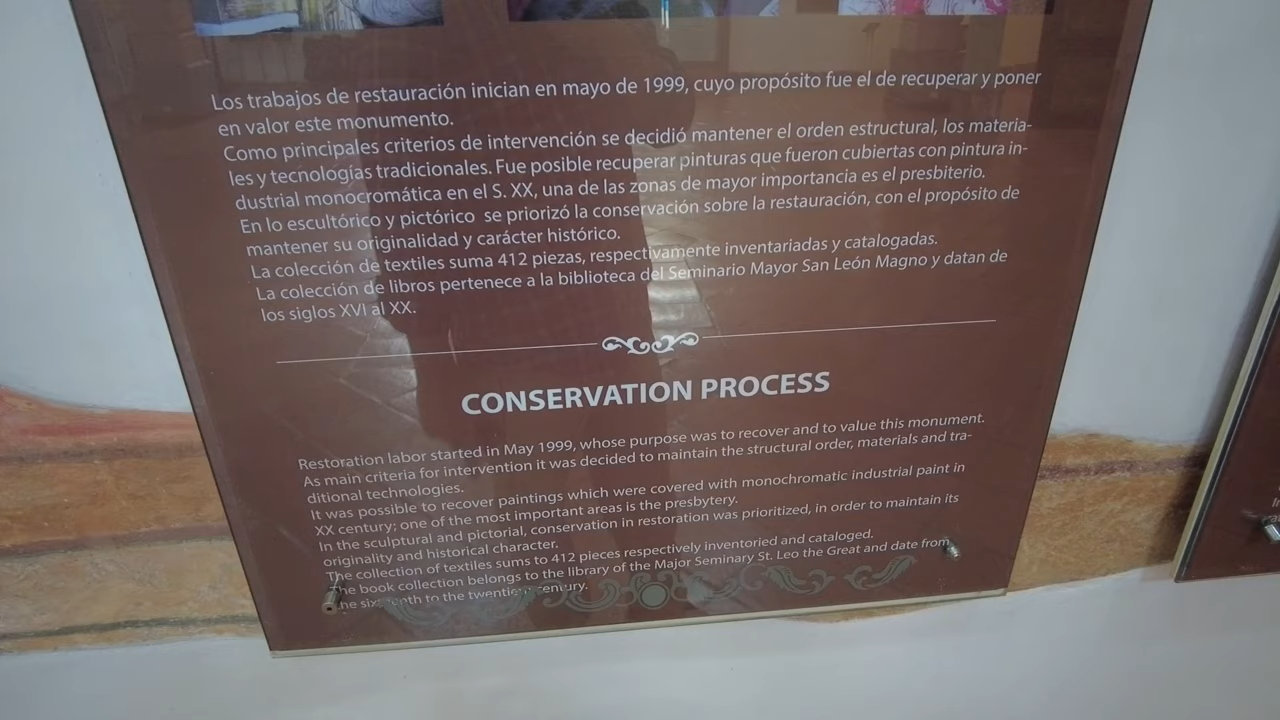 Los trabajos de restauración inician en mayo de 1999, cuyo propósito fue el de recuperar y poner
en valor este monumento.
Como principales criterios de intervención se decidió mantener el orden estructural, los materia-
les y tecnologías tradicionales. Fue posible recuperar pinturas que fueron cubiertas con pintura in-
dustrial monocromática en el S. XX, una de las zonas de mayor importancia es el presbiterio.
En lo escultórico y pictórico se priorizó la conservación sobre la restauración, con el propósito de
mantener su originalidad y carácter histórico.
La colección de textiles suma 412 piezas, respectivamente inventariadas y catalogadas.
La colección de libros pertenece a la biblioteca del Seminario Mayor San León Magno y datan de
los siglos XVI al XX.
CONSERVATION PROCESS
Restoration labor started in May 1999, whose purpose was to recover and to value this monument.
As main criteria for intervention it was decided to maintain the structural order, materials and tra-
ditional technologies.
It was possible to recover paintings which were covered with monochromatic industrial paint in
XX century; one of the most important areas is the presbytery.
In the sculptural and pictorial, conservation in restoration was prioritized, in order to maintain its
originality and historical character.
The collection of textiles sums to 412 pieces respectively inventoried and cataloged.
The book collection belongs to the library of the Major Seminary St. Leo the Great and date from
the sixteenth to the twentieth century.